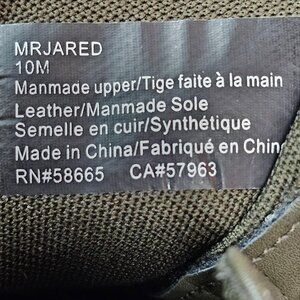 MRJARED
10M
Manmade upper/Tige faite à la main
Leather/Manmade Sole
Semelle en cuir/Synthétique
Made in China/Fabriqué en Chine
RN#58665 CA#57963